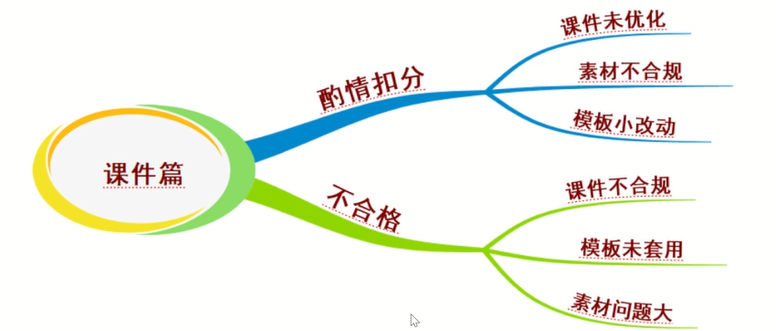 课件篇
酌情扣分
课件未优化
素材不合规
模板小改动
不合格
课件不合规
模板未套用
素材问题大